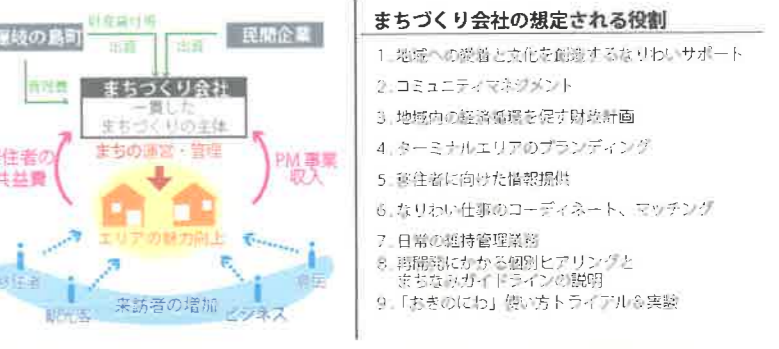 岐の島町
出資
出資
民間企業
まちづくり会社
一貫した
まちづくりの主体
まちの運営・管理
住者の
共益費
PM事業
収入
エリアの魅力向上
観光客
来訪者の増加
ビジネス
まちづくり会社の想定される役割
1. 地域への愛着と文化を創造するなりわいサポート
2. コミュニティマネジメント
3. 地域内の経済循環を促す財政計画
4. ターミナルエリアのブランディング
5. 移住者に向けた情報提供
6. なりわい仕事のコーディネート、マッチング
7. 日常の維持管理業務
8. 再開発にかかる個別ヒアリングと
まちなみガイドラインの説明
9. 「おきのにわ」使い方トライアル&実験